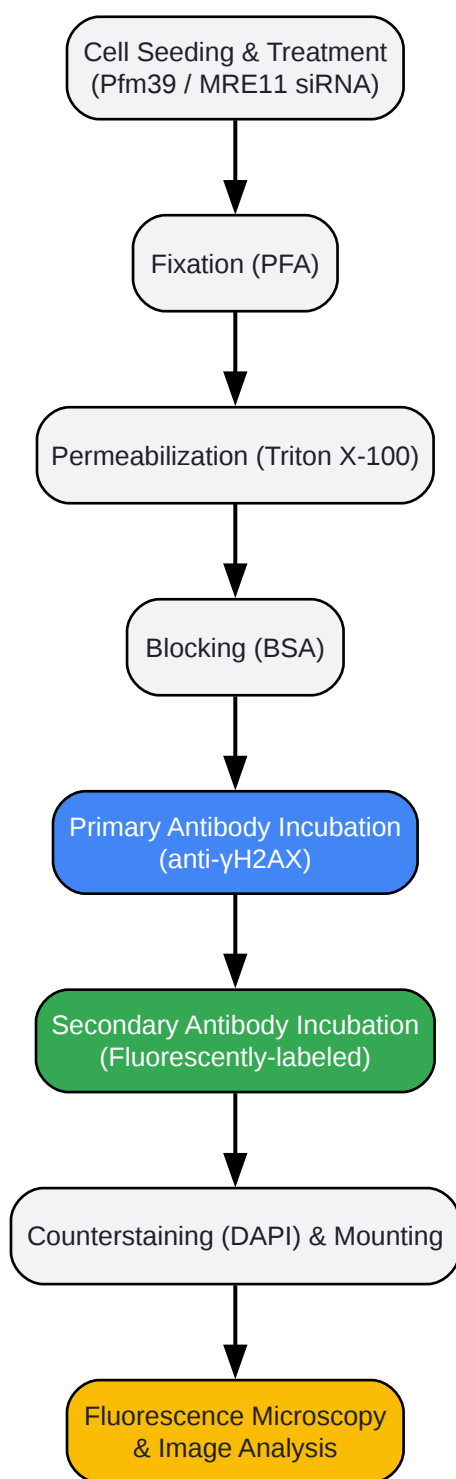 Cell Seeding & Treatment
(Pfm39 / MRE11 siRNA)
Fixation (PFA)
Permeabilization (Triton X-100)
Blocking (BSA)
Primary Antibody Incubation
(anti-γH2AX)
Secondary Antibody Incubation
(Fluorescently-labeled)
Counterstaining (DAPI) & Mounting
Fluorescence Microscopy
& Image Analysis